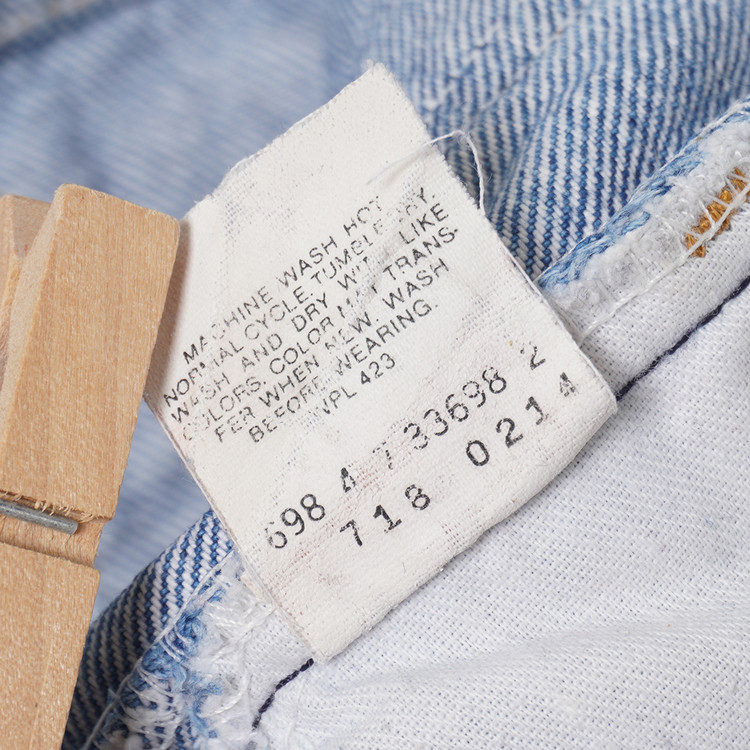 MACHINE WASH HOT
NORMAL CYCLE. TUMBLE DRY.
WASH AND DRY WITH LIKE
COLORS. COLOR MAY TRANS-
FER WHEN NEW. WASH
BEFORE WEARING.
WPL 423
698 4 7 33698 2
718 0214